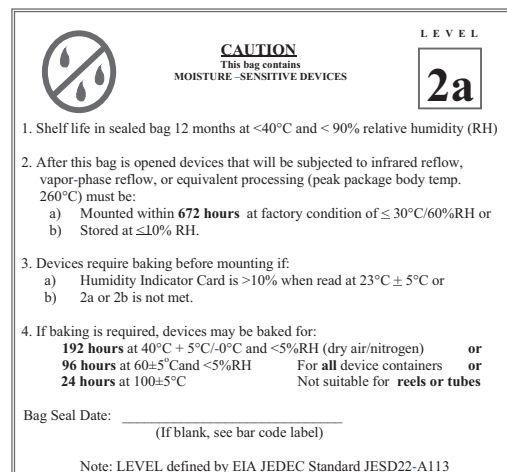 L E V E L
CAUTION
This bag contains
MOISTURE –SENSITIVE DEVICES
2a
1. Shelf life in sealed bag 12 months at <40°C and < 90% relative humidity (RH)
2. After this bag is opened devices that will be subjected to infrared reflow,
vapor-phase reflow, or equivalent processing (peak package body temp.
260°C) must be:
a) Mounted within 672 hours at factory condition of ≤ 30°C/60%RH or
b) Stored at ≤10% RH.
3. Devices require baking before mounting if:
a) Humidity Indicator Card is >10% when read at 23°C ± 5°C or
b) 2a or 2b is not met.
4. If baking is required, devices may be baked for:
192 hours at 40°C + 5°C/-0°C and <5%RH (dry air/nitrogen) or
96 hours at 60±5°Cand <5%RH For all device containers or
24 hours at 100±5°C Not suitable for reels or tubes
Bag Seal Date: ______________________________
(If blank, see bar code label)
Note: LEVEL defined by EIA JEDEC Standard JESD22-A113